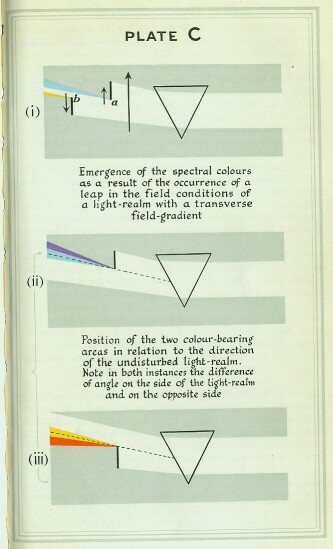 PLATE C
b
a
(i)
Emergence of the spectral colours
as a result of the occurrence of a
leap in the field conditions of
a light-realm with a transverse
field-gradient
(ii)
Position of the two colour-bearing
areas in relation to the direction
of the undisturbed light-realm.
Note in both instances the difference
of angle on the side of the light-realm
and on the opposite side
(iii)